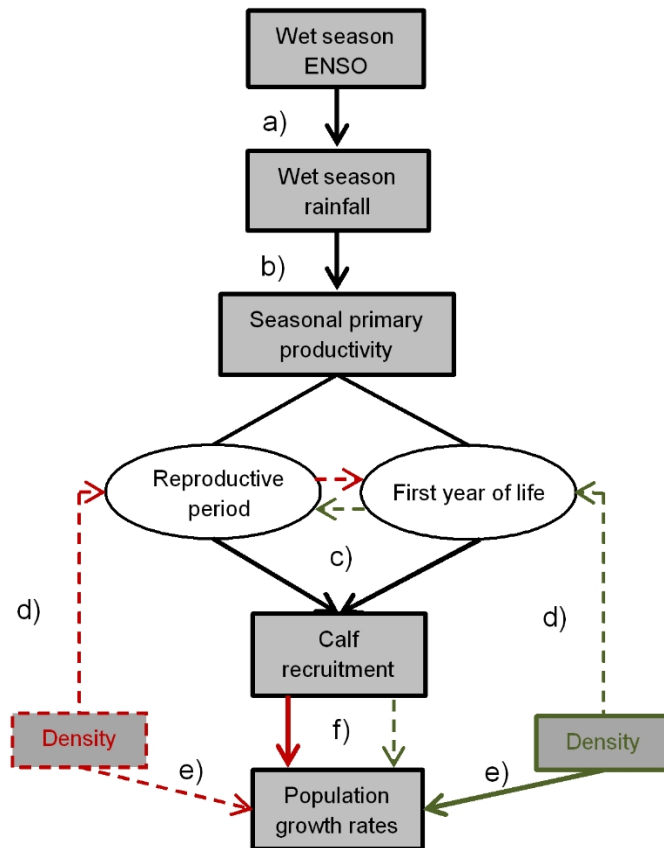 Wet season
ENSO
a)
Wet season
rainfall
b)
Seasonal primary
productivity
Reproductive
period
First year of life
c)
d)
d)
Calf
recruitment
Density
f)
Density
e)
e)
Population
growth rates